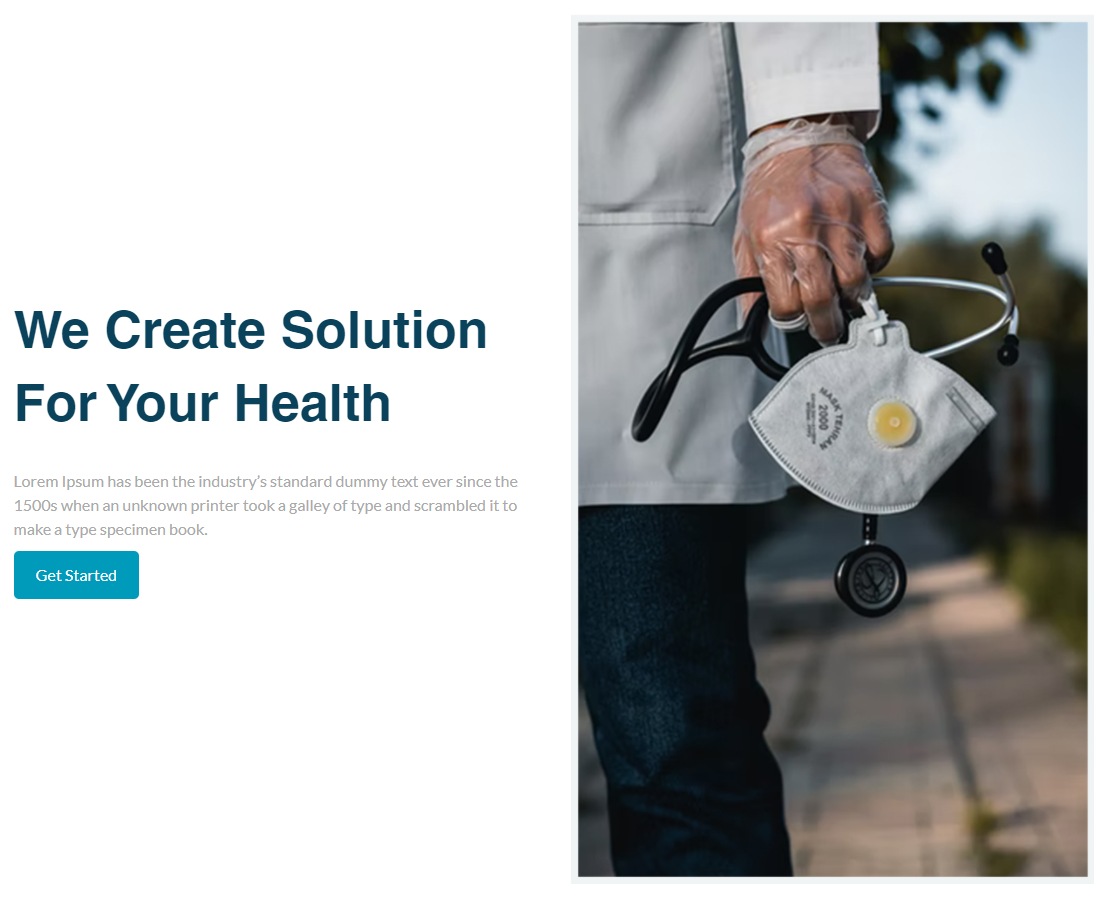 We Create Solution
For Your Health
Lorem Ipsum has been the industry’s standard dummy text ever since the
1500s when an unknown printer took a galley of type and scrambled it to
make a type specimen book.
Get Started
MASK TEHRAN
2000